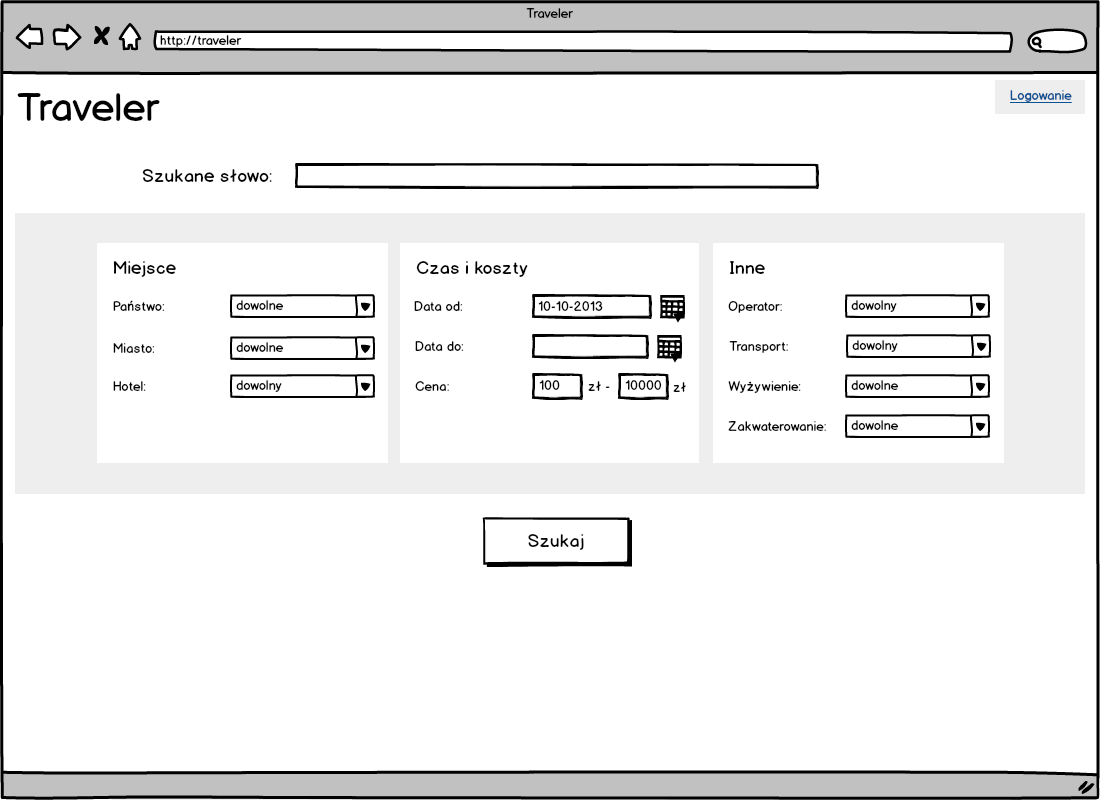 Traveler
http://traveler
Logowanie
Traveler
Szukane słowo:
Miejsce
Państwo: dowolne
Miasto: dowolne
Hotel: dowolny
Czas i koszty
Data od: 10-10-2013
Data do:
Cena: 100 zł - 10000 zł
Inne
Operator: dowolny
Transport: dowolny
Wyżywienie: dowolne
Zakwaterowanie: dowolne
Szukaj